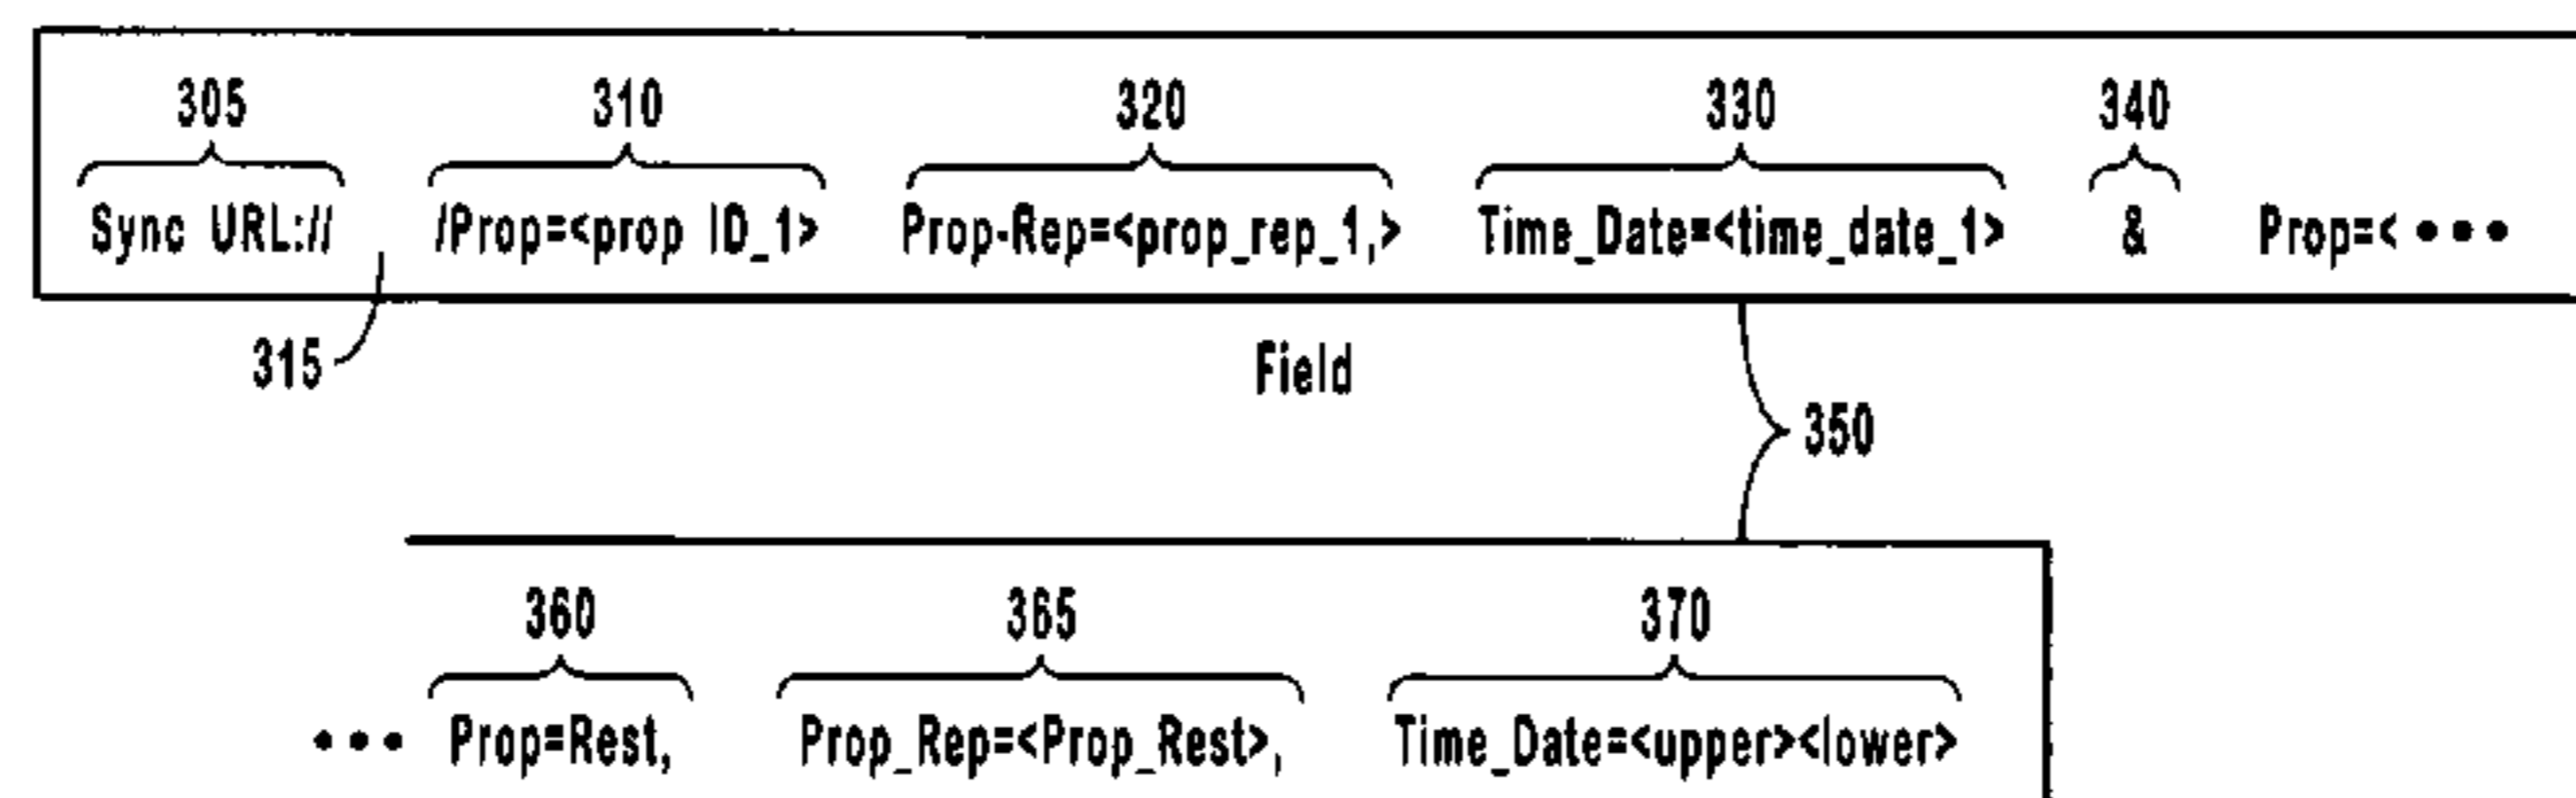 305 310 320 330 340
Sync URL:// /Prop=<prop ID_1> Prop-Rep=<prop_rep_1,> Time_Date=<time_date_1> & Prop=< •••
315 Field
350
360 365 370
••• Prop=Rest, Prop_Rep=<Prop_Rest>, Time_Date=<upper><lower>